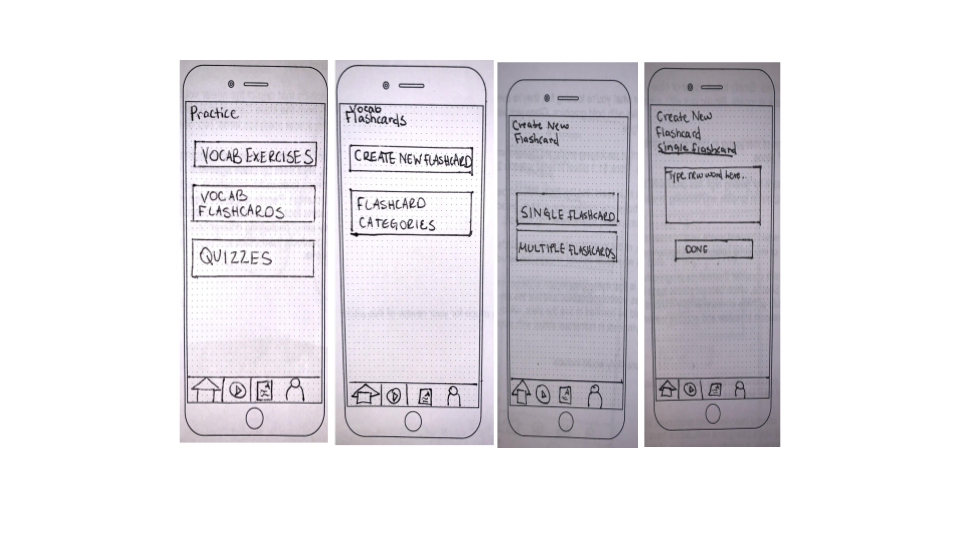 Practice
VOCAB EXERCISES
VOCAB
FLASHCARDS
QUIZZES
Vocab
Flashcards
CREATE NEW FLASHCARD
FLASHCARD
CATEGORIES
Create New
Flashcard
SINGLE FLASHCARD
MULTIPLE FLASHCARDS
Create New
Flashcard
Single flashcard
Type new word here.
DONE